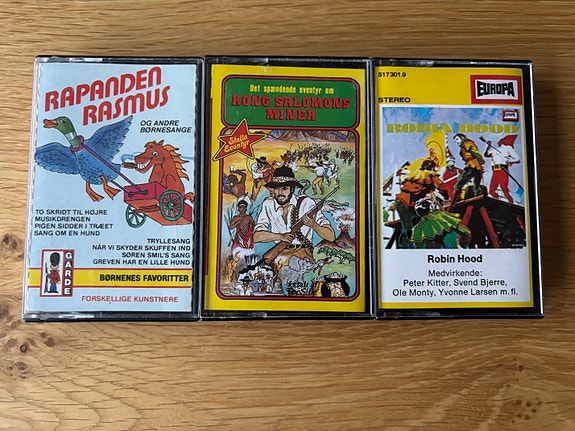 RAPANDEN
RASMUS
OG ANDRE
BØRNESANGE
TO SKRIDT TIL HØJRE
MUSIKDRENGEN
PIGEN SIDDER I TRÆET
SANG OM EN HUND
TRYLLESANG
NÅR VI SKYDER SKUFFEN IND
SØREN SMIL'S SANG
GREVEN HAR EN LILLE HUND
GARDE
BØRNENES FAVORITTER
FORSKELLIGE KUNSTNERE
Det spændende eventyr om
KONG SALOMONS
MINER
Stella
Eventyr
517301.9
STEREO
EUROPA
ROBIN HOOD
Robin Hood
Medvirkende:
Peter Kitter, Svend Bjerre,
Ole Monty, Yvonne Larsen m. fl.